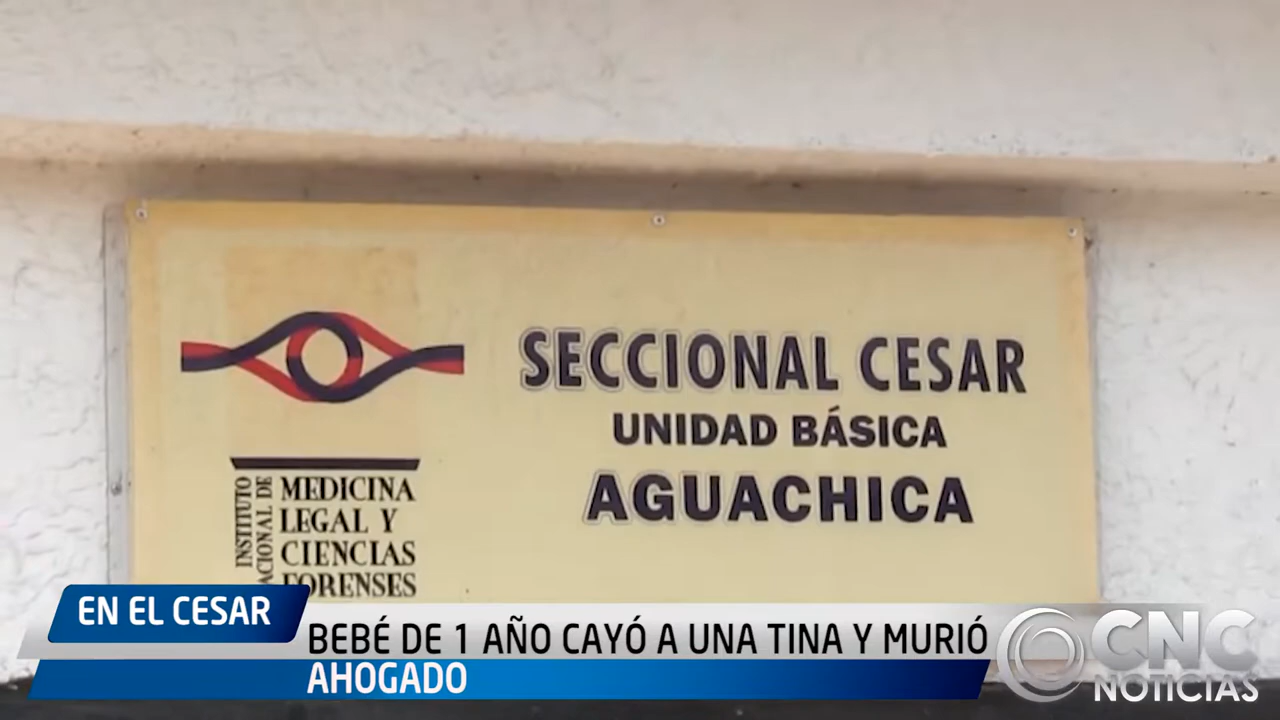 SECCIONAL CESAR
UNIDAD BÁSICA
AGUACHICA
INSTITUTO
DE
MEDICINA
LEGAL Y
CIENCIAS
FORENSES
EN EL CESAR
BEBÉ DE 1 AÑO CAYÓ A UNA TINA Y MURIÓ
AHOGADO
CNC
NOTICIAS